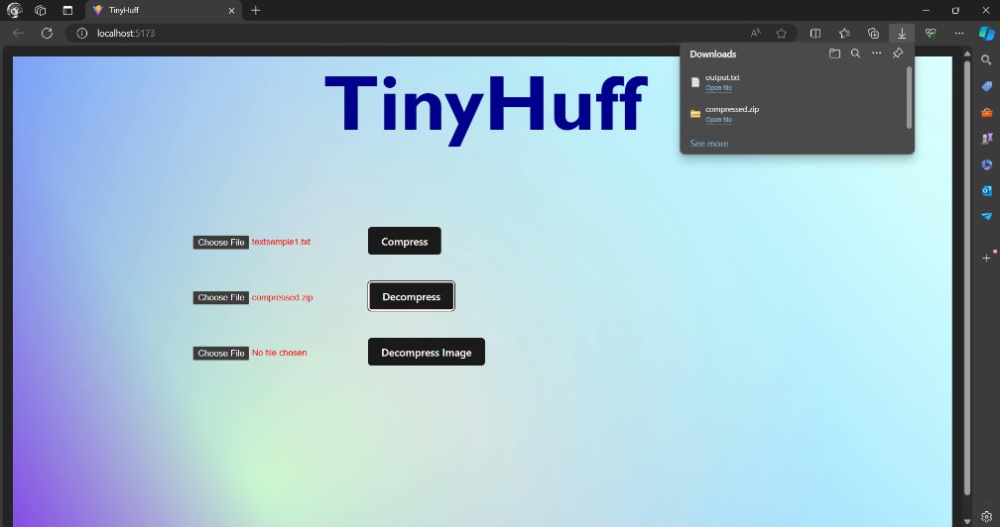 TinyHuff
localhost:5173
Downloads
output.txt
Open file
compressed.zip
Open file
See more
TinyHuff
Choose File textsample1.txt Compress
Choose File compressed.zip Decompress
Choose File No file chosen Decompress Image